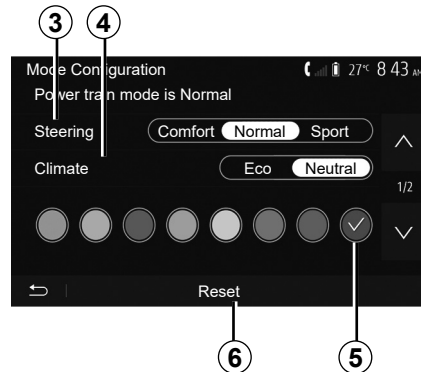 3 4
Mode Configuration 27°C 8 43 AM
Power train mode is Normal
Steering Comfort Normal Sport
Climate Eco Neutral
1/2
Reset
6 5